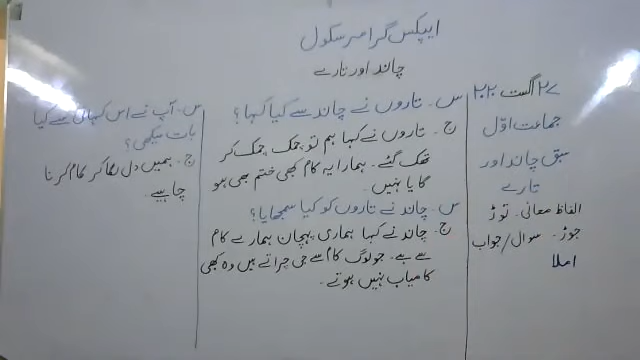 ایپکس گرامر سکول
چاند اور تارے
۲۷ اگست ۲۰۲۰
جماعت اوّل
سبق چاند اور
تارے
الفاظ معانی۔ توڑ
جوڑ۔ سوال/جواب
املا
س۔ تاروں نے چاند سے کیا کہا؟
ج۔ تاروں نے کہا ہم تو چمک چمک کر
تھک گئے۔ ہمارا یہ کام کبھی ختم بھی ہو
گا یا نہیں۔
س۔ چاند نے تاروں کو کیا سمجھایا؟
ج۔ چاند نے کہا ہماری پہچان ہمارے کام
سے ہے۔ جو لوگ کام سے جی چراتے ہیں وہ کبھی
کامیاب نہیں ہوتے۔
س۔ آپ نے اس کہانی سے کیا
بات سیکھی؟
ج۔ ہمیں دل لگا کر کام کرنا
چاہیے